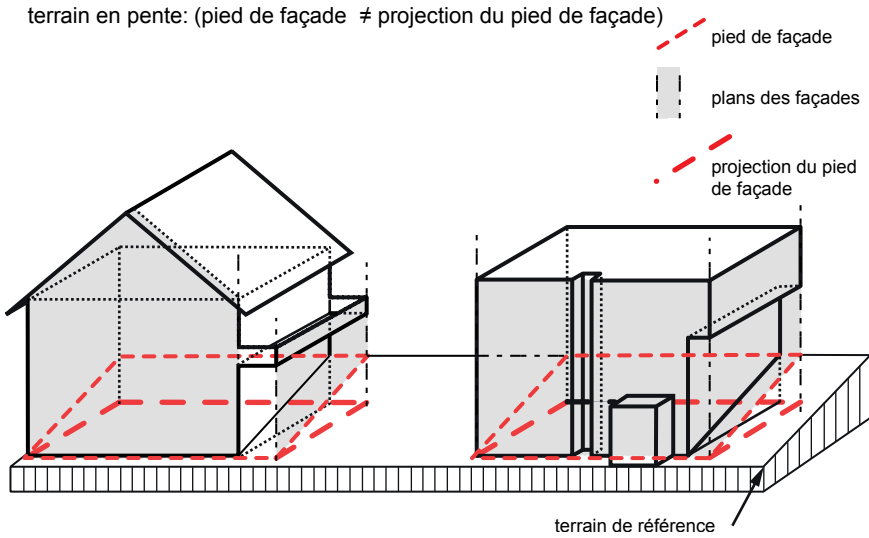 terrain en pente: (pied de façade ≠ projection du pied de façade)
pied de façade
plans des façades
projection du pied
de façade
terrain de référence